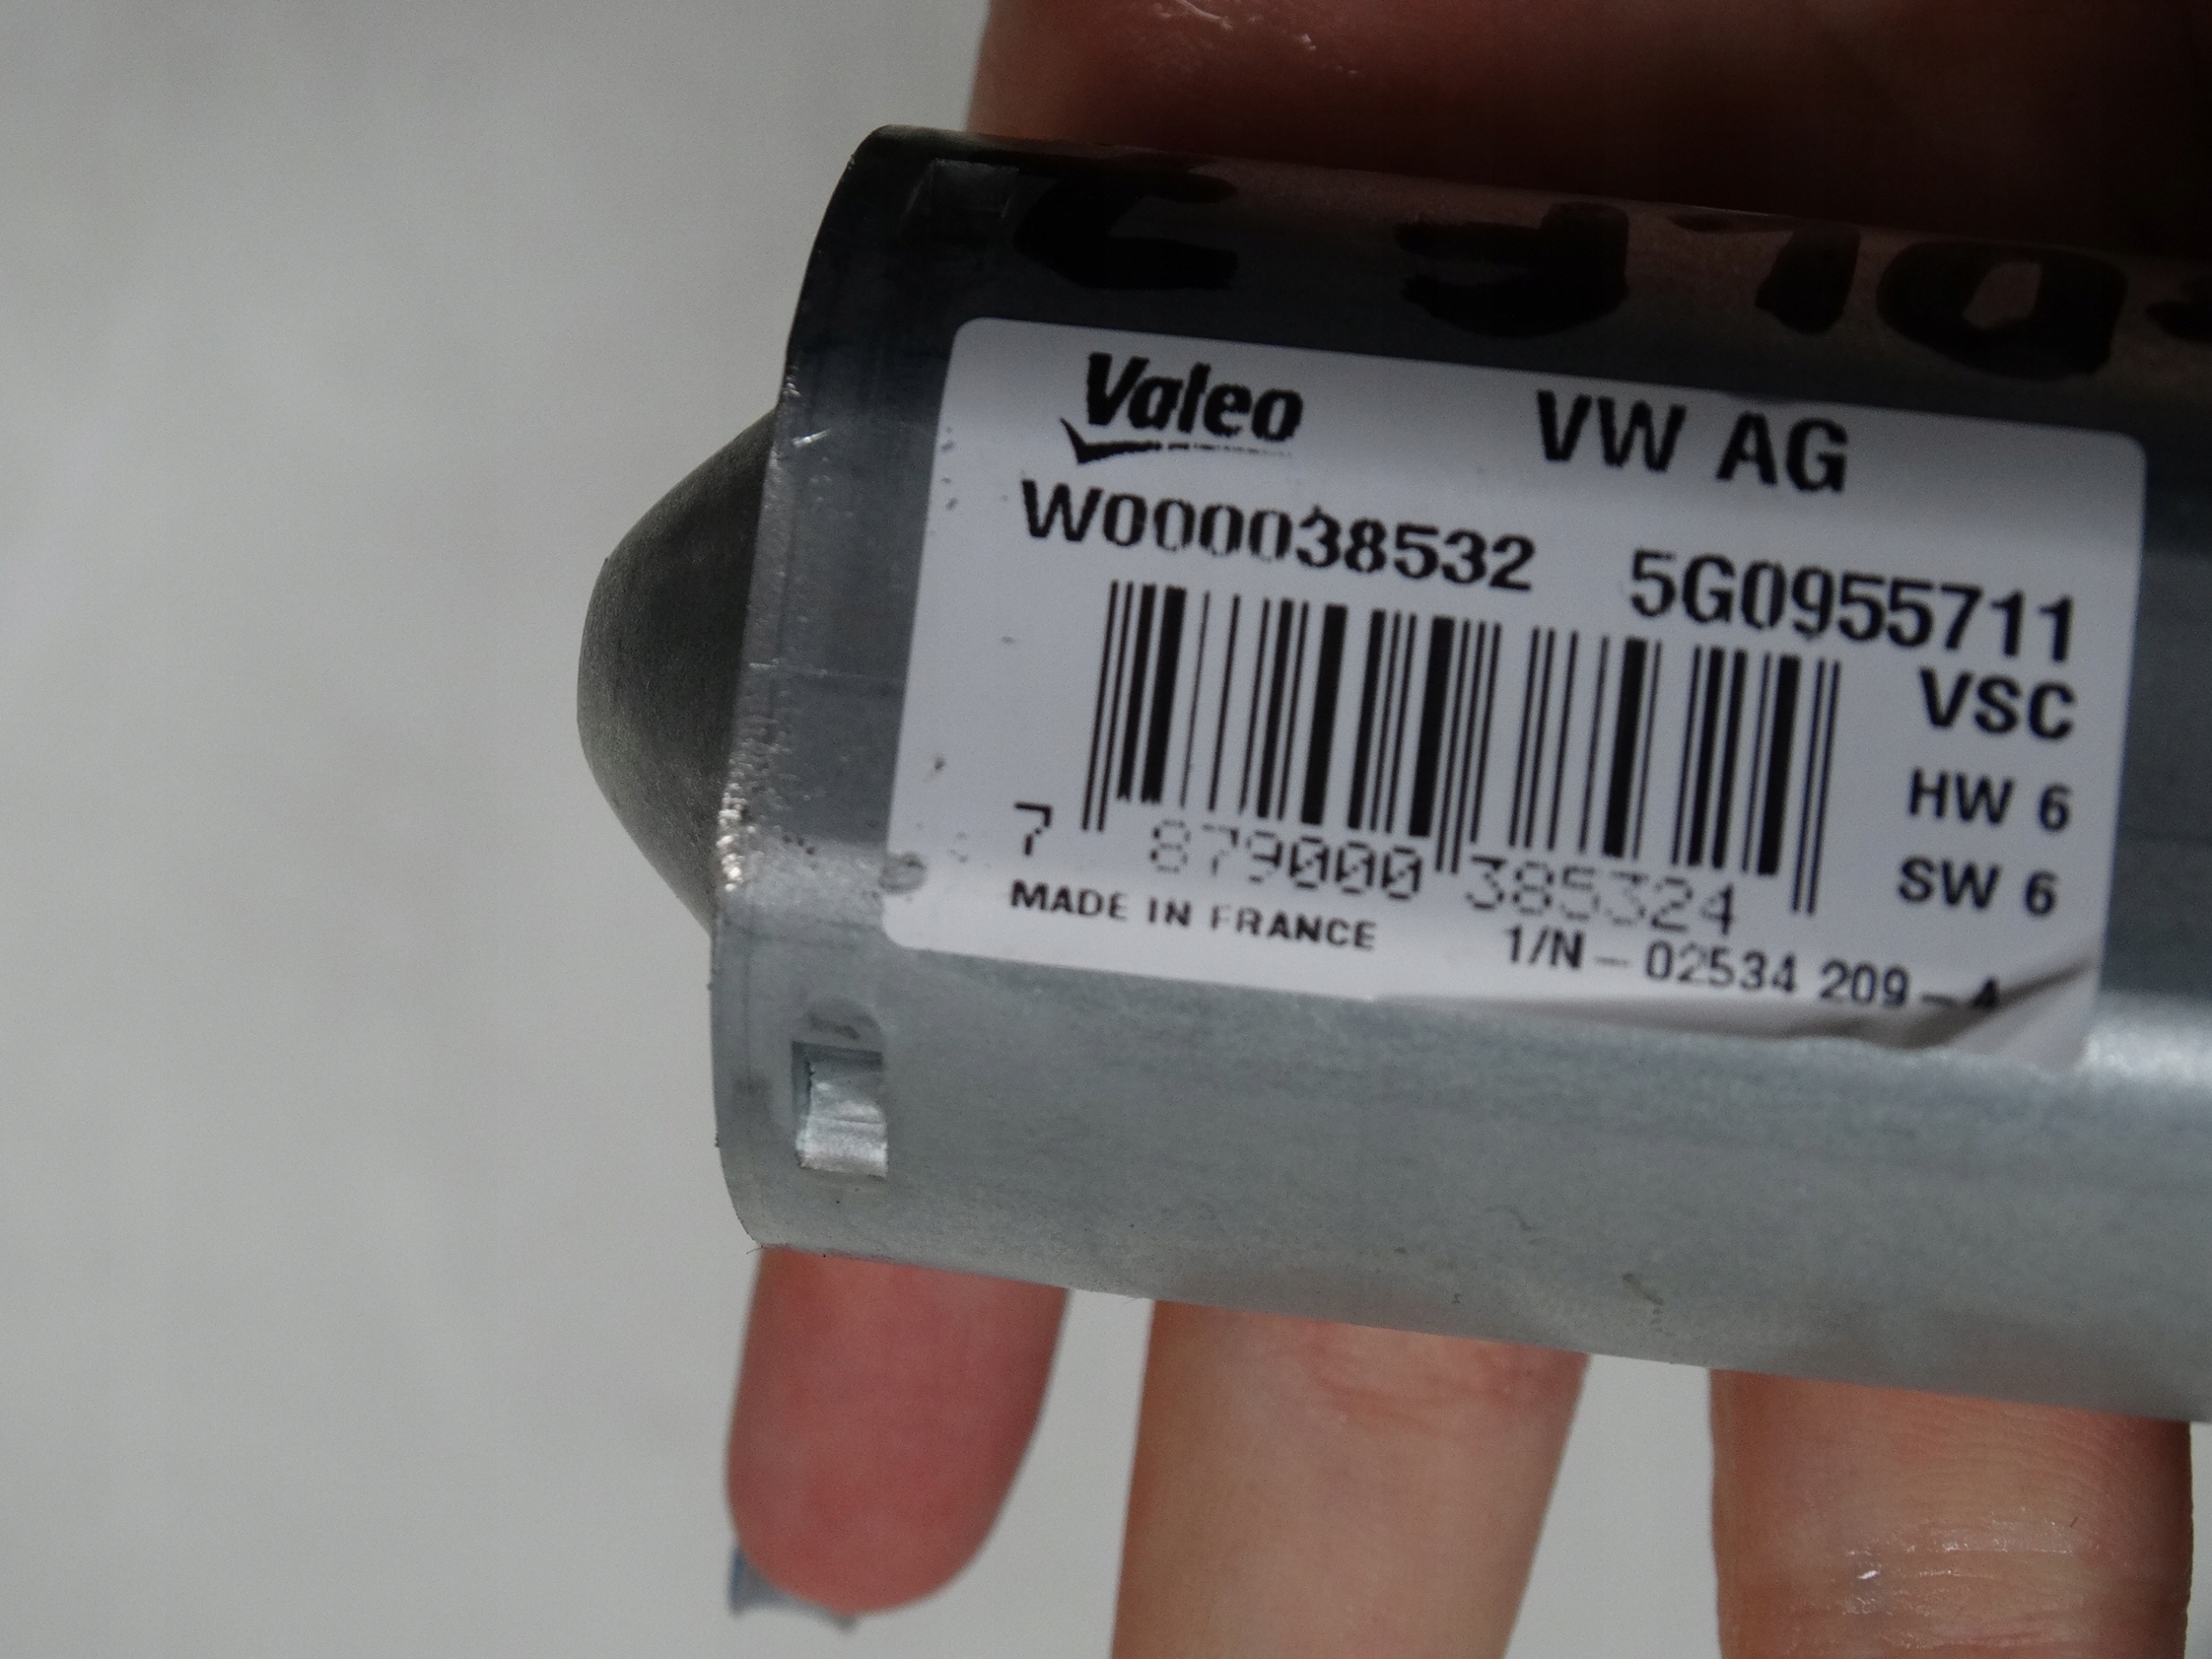 Valeo VW AG
W000038532 5G0955711
VSC
HW 6
SW 6
7 879000 385324
MADE IN FRANCE 1/N - 02534 209 - 4